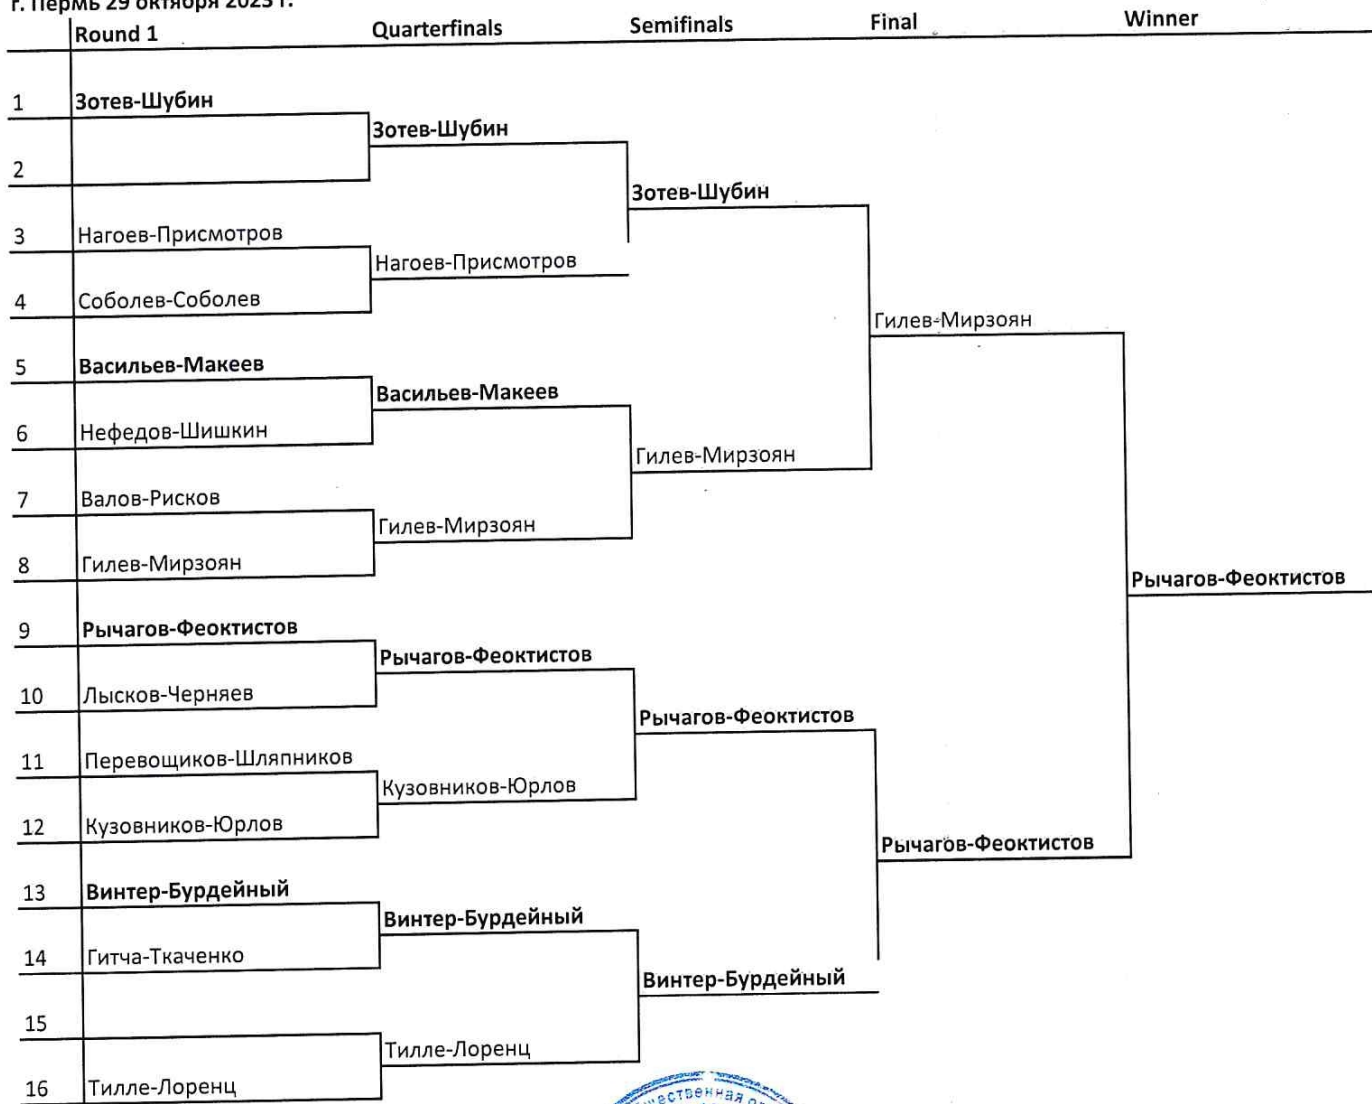 г. Пермь 29 октября 2023 г.
Round 1 Quarterfinals Semifinals Final Winner
1 Зотев-Шубин
Зотев-Шубин
2
Зотев-Шубин
3 Нагоев-Присмотров
Нагоев-Присмотров
4 Соболев-Соболев
Гилев-Мирзоян
5 Васильев-Макеев
Васильев-Макеев
6 Нефедов-Шишкин
Гилев-Мирзоян
7 Валов-Рисков
Гилев-Мирзоян
8 Гилев-Мирзоян
Рычагов-Феоктистов
9 Рычагов-Феоктистов
Рычагов-Феоктистов
10 Лысков-Черняев
Рычагов-Феоктистов
11 Перевощиков-Шляпников
Кузовников-Юрлов
12 Кузовников-Юрлов
Рычагов-Феоктистов
13 Винтер-Бурдейный
Винтер-Бурдейный
14 Гитча-Ткаченко
Винтер-Бурдейный
15
Тилле-Лоренц
16 Тилле-Лоренц